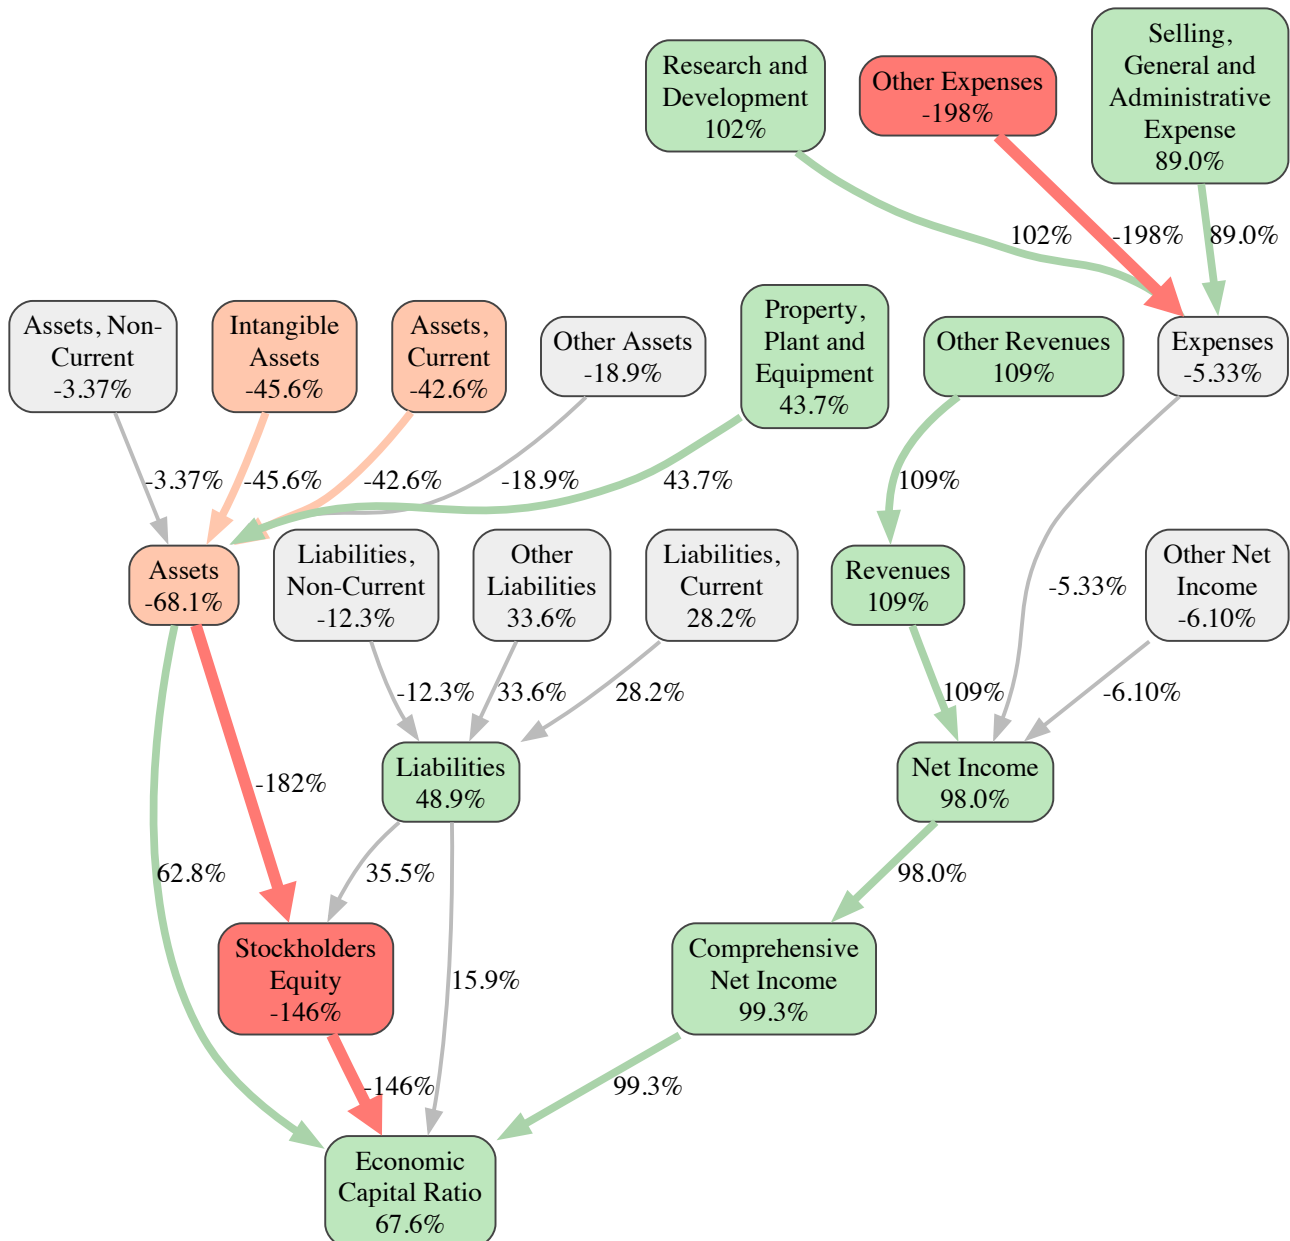 Research and
Development
102%
Other Expenses
-198%
Selling,
General and
Administrative
Expense
89.0%
102%
-198%
89.0%
Assets, Non-
Current
-3.37%
Intangible
Assets
-45.6%
Assets,
Current
-42.6%
Other Assets
-18.9%
Property,
Plant and
Equipment
43.7%
Other Revenues
109%
Expenses
-5.33%
-3.37%
-45.6%
-42.6%
-18.9%
43.7%
109%
Assets
-68.1%
Liabilities,
Non-Current
-12.3%
Other
Liabilities
33.6%
Liabilities,
Current
28.2%
Revenues
109%
-5.33%
Other Net
Income
-6.10%
-12.3%
33.6%
28.2%
109%
-6.10%
-182%
Liabilities
48.9%
Net Income
98.0%
62.8%
35.5%
98.0%
Stockholders
Equity
-146%
15.9%
Comprehensive
Net Income
99.3%
-146%
99.3%
Economic
Capital Ratio
67.6%